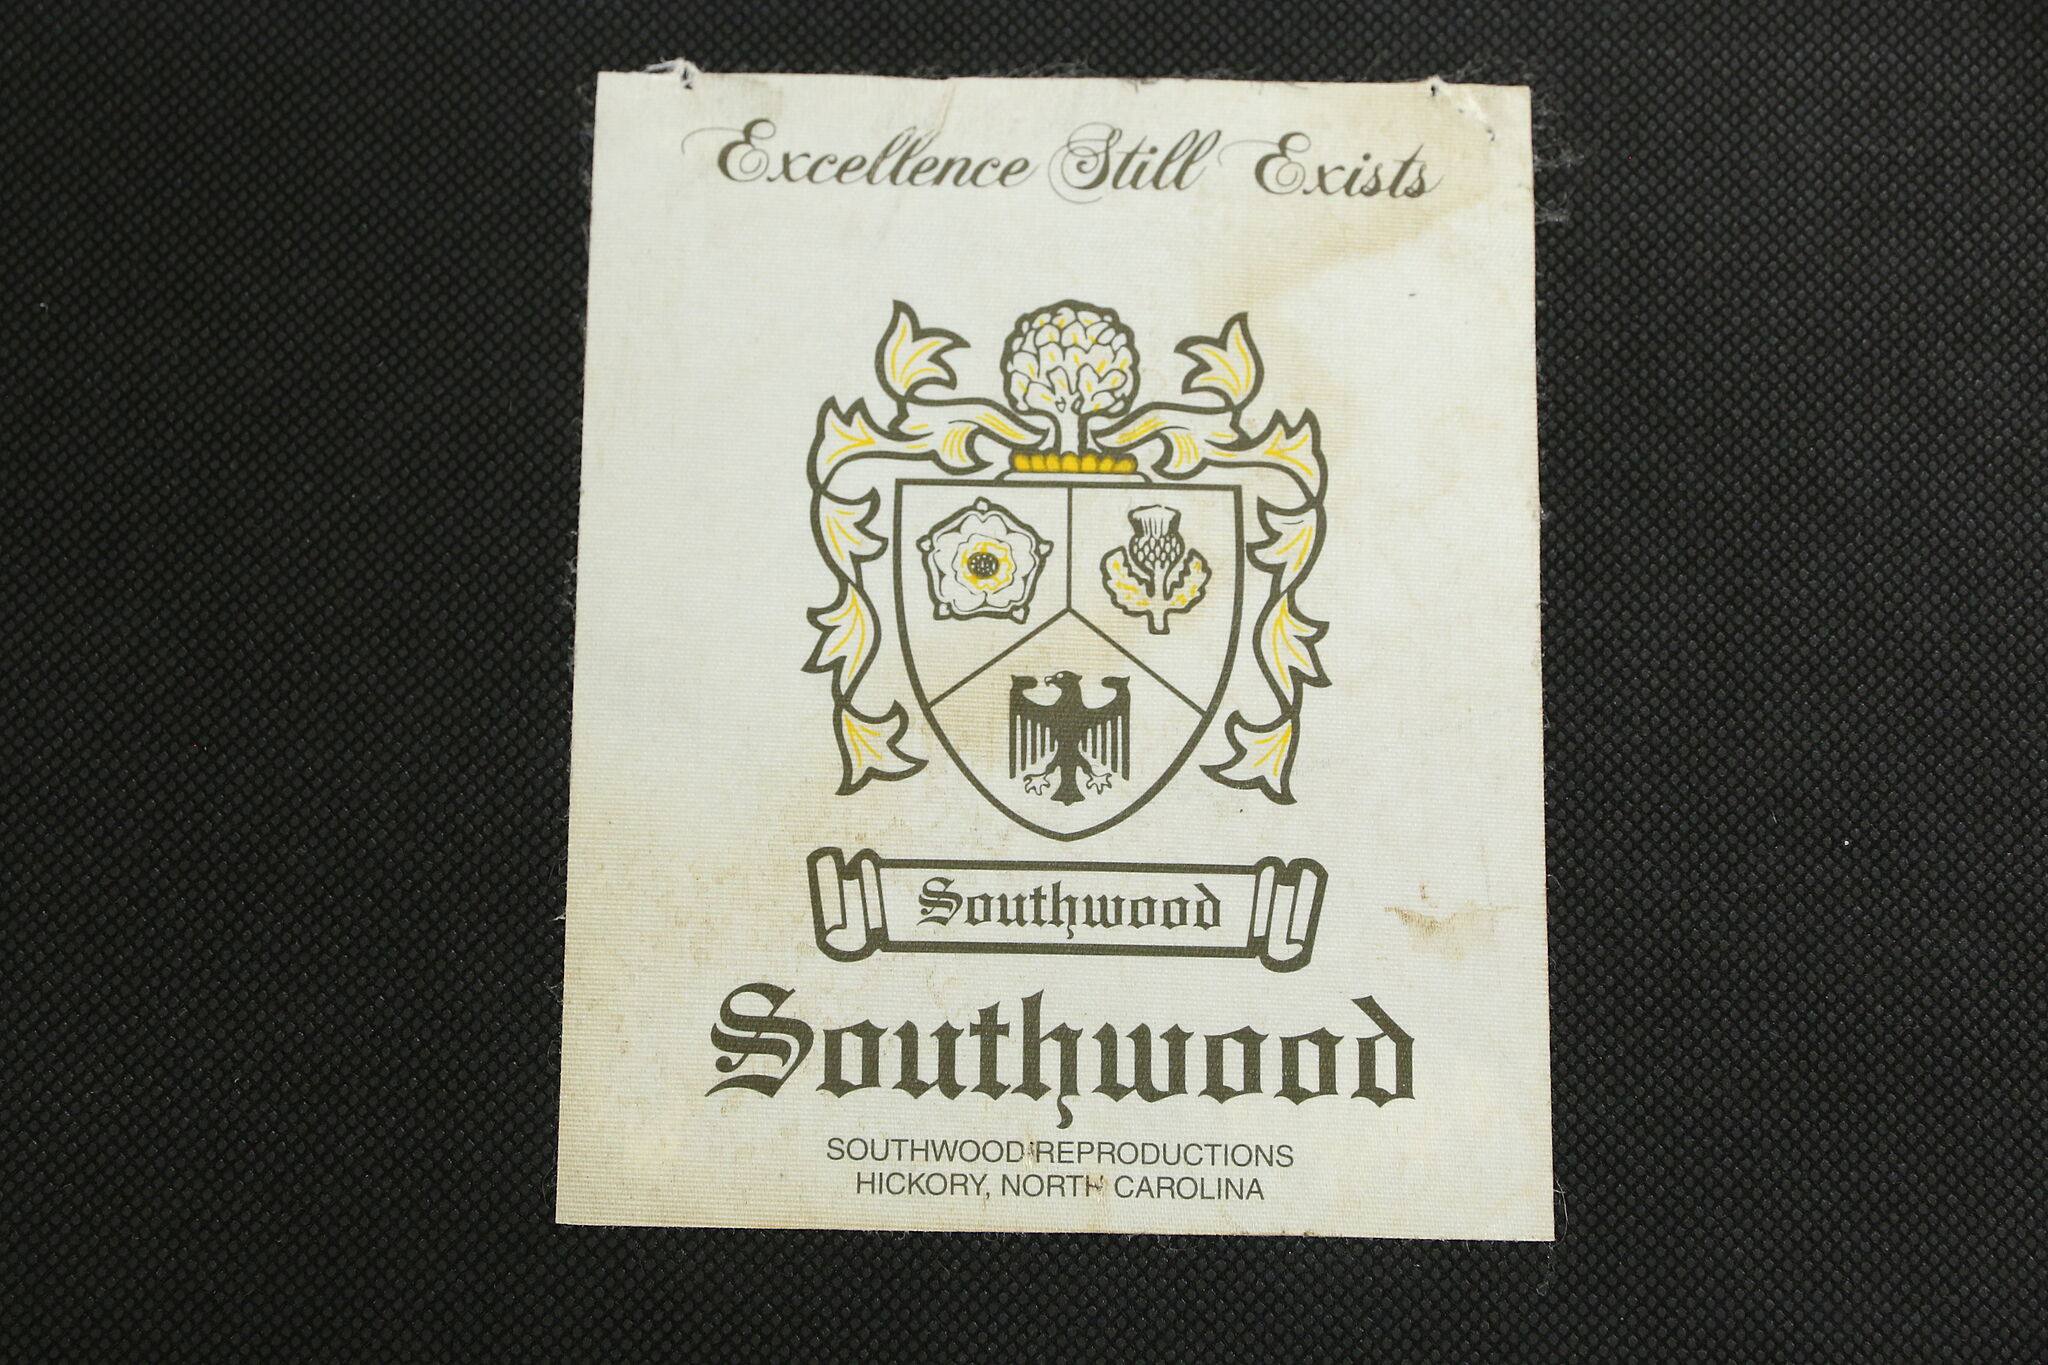 Excellence Still Exists
Southwood
Southwood
SOUTHWOOD REPRODUCTIONS
HICKORY, NORTH CAROLINA